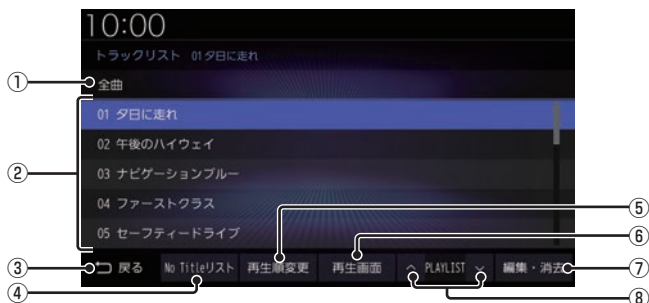 10:00
トラックリスト 01夕日に走れ
① 全曲
01 夕日に走れ
02 午後のハイウェイ
② 03 ナビゲーションブルー
04 ファーストクラス
⑤
05 セーフティードライブ
⑥
③ 戻る No Titleリスト 再生順変更 再生画面 PLAYLIST 編集・消去 ⑦
④ ⑧